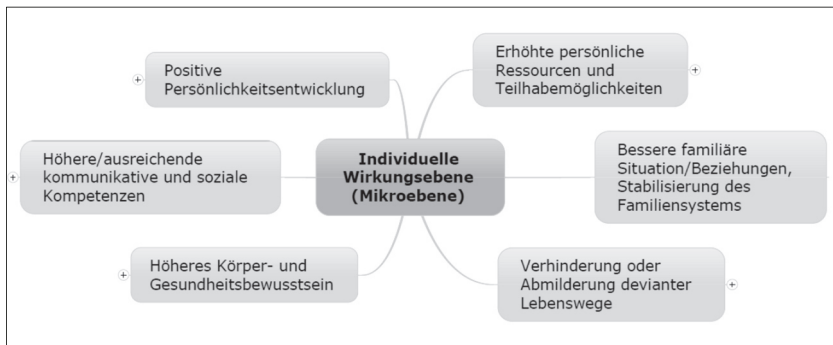 Positive
Persönlichkeitsentwicklung
Erhöhte persönliche
Ressourcen und
Teilhabemöglichkeiten
Höhere/ausreichende
kommunikative und soziale
Kompetenzen
Individuelle
Wirkungsebene
(Mikroebene)
Bessere familiäre
Situation/Beziehungen,
Stabilisierung des
Familiensystems
Höheres Körper- und
Gesundheitsbewusstsein
Verhinderung oder
Abmilderung devianter
Lebenswege